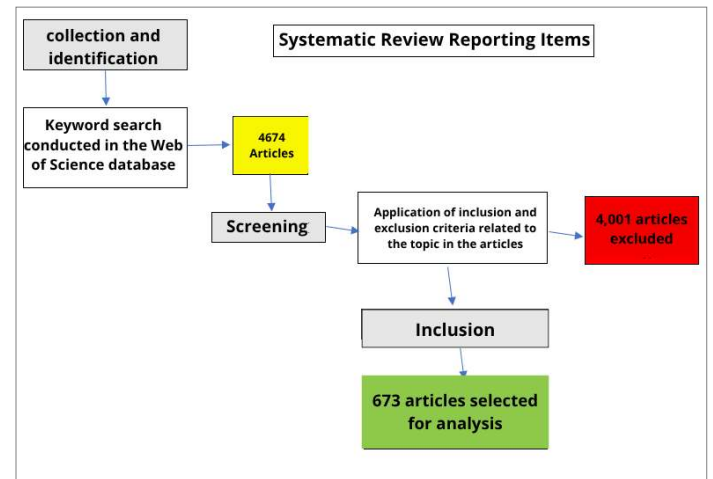 collection and
identification
Systematic Review Reporting Items
Keyword search
conducted in the Web
of Science database
4674
Articles
Screening
Application of inclusion and
exclusion criteria related to
the topic in the articles
4,001 articles
excluded
Inclusion
673 articles selected
for analysis